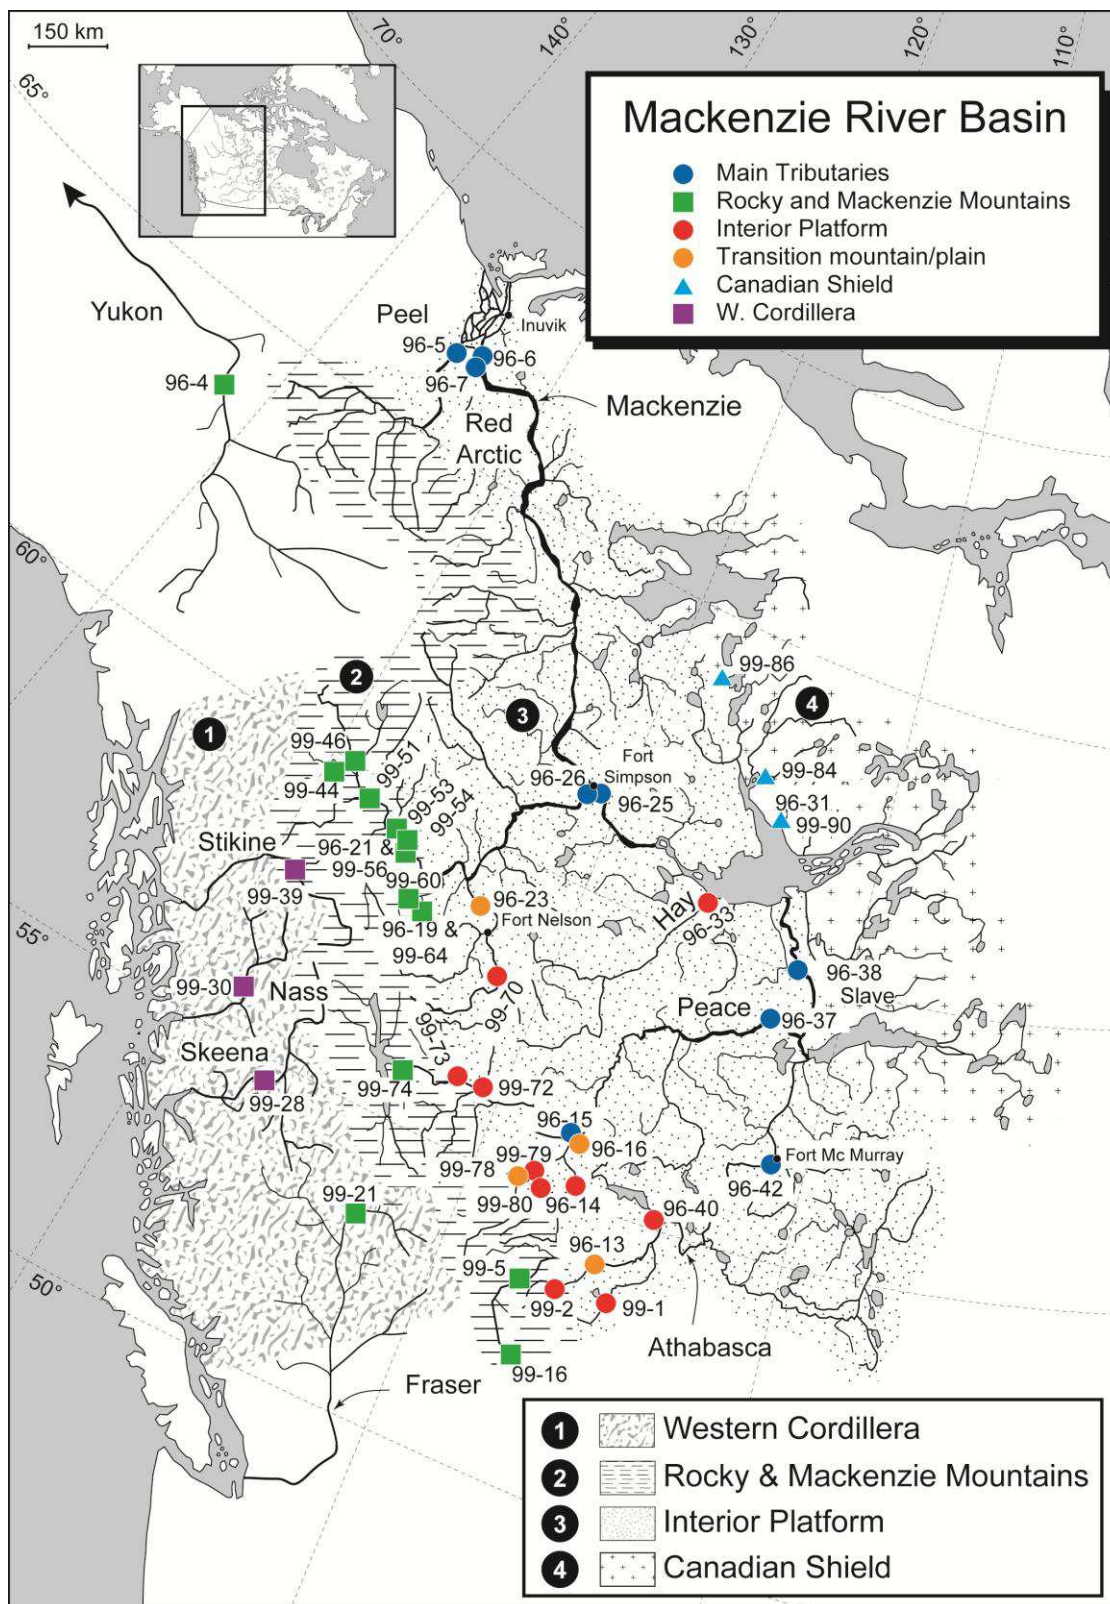 150 km
70°
140°
130°
120°
110°
65°
Mackenzie River Basin
Main Tributaries
Rocky and Mackenzie Mountains
Interior Platform
Transition mountain/plain
Canadian Shield
W. Cordillera
Yukon
Peel
Inuvik
96-5
96-6
96-4
96-7
Mackenzie
Red
Arctic
60°
99-86
2
1
3
4
99-46
99-51
Fort
Simpson
96-26
99-44
99-84
99-53
96-25
96-31
99-54
99-90
Stikine
96-21 &
99-56
99-39
99-60
96-23
Hay
96-33
Fort Nelson
55°
96-19 &
99-64
96-38
Slave
99-30
Nass
99-70
Peace
96-37
99-73
Skeena
99-74
99-72
99-28
96-15
96-16
Fort Mc Murray
99-79
99-78
96-42
99-21
99-80
96-14
96-40
96-13
99-5
50°
99-2
99-1
Athabasca
99-16
Fraser
1 Western Cordillera
2 Rocky & Mackenzie Mountains
3 Interior Platform
4 Canadian Shield